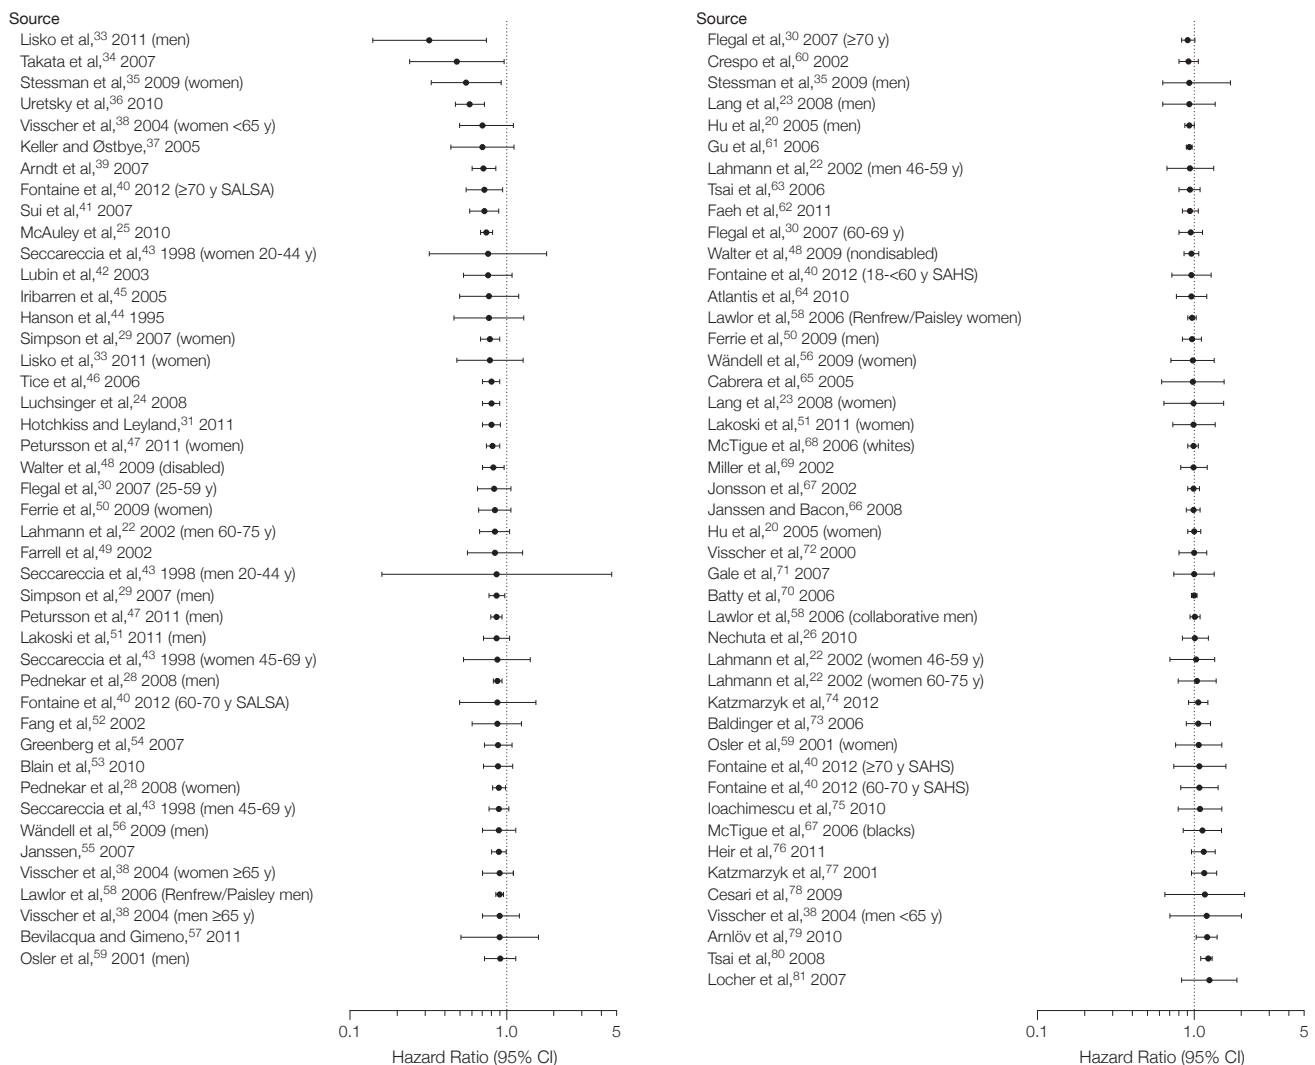 Source
Lisko et al,33 2011 (men)
Takata et al,34 2007
Stessman et al,35 2009 (women)
Uretsky et al,36 2010
Visscher et al,38 2004 (women <65 y)
Keller and Østbye,37 2005
Arndt et al,39 2007
Fontaine et al,40 2012 (≥70 y SALSA)
Sui et al,41 2007
McAuley et al,25 2010
Seccareccia et al,43 1998 (women 20-44 y)
Lubin et al,42 2003
Iribarren et al,45 2005
Hanson et al,44 1995
Simpson et al,29 2007 (women)
Lisko et al,33 2011 (women)
Tice et al,46 2006
Luchsinger et al,24 2008
Hotchkiss and Leyland,31 2011
Petursson et al,47 2011 (women)
Walter et al,48 2009 (disabled)
Flegal et al,30 2007 (25-59 y)
Ferrie et al,50 2009 (women)
Lahmann et al,22 2002 (men 60-75 y)
Farrell et al,49 2002
Seccareccia et al,43 1998 (men 20-44 y)
Simpson et al,29 2007 (men)
Petursson et al,47 2011 (men)
Lakoski et al,51 2011 (men)
Seccareccia et al,43 1998 (women 45-69 y)
Pednekar et al,28 2008 (men)
Fontaine et al,40 2012 (60-70 y SALSA)
Fang et al,52 2002
Greenberg et al,54 2007
Blain et al,53 2010
Pednekar et al,28 2008 (women)
Seccareccia et al,43 1998 (men 45-69 y)
Wändell et al,56 2009 (men)
Janssen,55 2007
Visscher et al,38 2004 (women ≥65 y)
Lawlor et al,58 2006 (Renfrew/Paisley men)
Visscher et al,38 2004 (men ≥65 y)
Bevilacqua and Gimeno,57 2011
Osler et al,59 2001 (men)
0.1 1.0 5
Hazard Ratio (95% CI)
Source
Flegal et al,30 2007 (≥70 y)
Crespo et al,60 2002
Stessman et al,35 2009 (men)
Lang et al,23 2008 (men)
Hu et al,20 2005 (men)
Gu et al,61 2006
Lahmann et al,22 2002 (men 46-59 y)
Tsai et al,63 2006
Faeh et al,62 2011
Flegal et al,30 2007 (60-69 y)
Walter et al,48 2009 (nondisabled)
Fontaine et al,40 2012 (18-<60 y SAHS)
Atlantis et al,64 2010
Lawlor et al,58 2006 (Renfrew/Paisley women)
Ferrie et al,50 2009 (men)
Wändell et al,56 2009 (women)
Cabrera et al,65 2005
Lang et al,23 2008 (women)
Lakoski et al,51 2011 (women)
McTigue et al,68 2006 (whites)
Miller et al,69 2002
Jonsson et al,67 2002
Janssen and Bacon,66 2008
Hu et al,20 2005 (women)
Visscher et al,72 2000
Gale et al,71 2007
Batty et al,70 2006
Lawlor et al,58 2006 (collaborative men)
Nechuta et al,26 2010
Lahmann et al,22 2002 (women 46-59 y)
Lahmann et al,22 2002 (women 60-75 y)
Katzmarzyk et al,74 2012
Baldinger et al,73 2006
Osler et al,59 2001 (women)
Fontaine et al,40 2012 (≥70 y SAHS)
Fontaine et al,40 2012 (60-70 y SAHS)
Ioachimescu et al,75 2010
McTigue et al,67 2006 (blacks)
Heir et al,76 2011
Katzmarzyk et al,77 2001
Cesari et al,78 2009
Visscher et al,38 2004 (men <65 y)
Arnlöv et al,79 2010
Tsai et al,80 2008
Locher et al,81 2007
0.1 1.0 5
Hazard Ratio (95% CI)